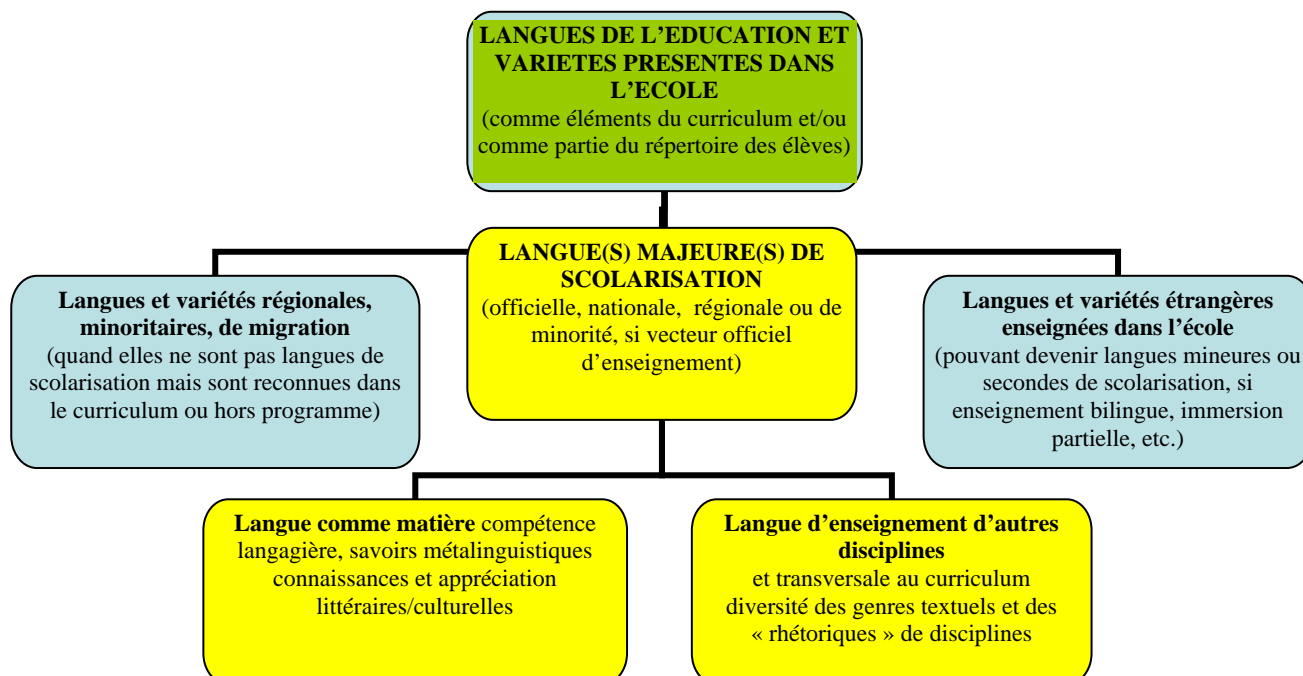 LANGUES DE L’EDUCATION ET
VARIETES PRESENTES DANS
L’ECOLE
(comme éléments du curriculum et/ou
comme partie du répertoire des élèves)
Langues et variétés régionales,
minoritaires, de migration
(quand elles ne sont pas langues de
scolarisation mais sont reconnues dans
le curriculum ou hors programme)
LANGUE(S) MAJEURE(S) DE
SCOLARISATION
(officielle, nationale, régionale ou de
minorité, si vecteur officiel
d’enseignement)
Langues et variétés étrangères
enseignées dans l’école
(pouvant devenir langues mineures ou
secondes de scolarisation, si
enseignement bilingue, immersion
partielle, etc.)
Langue comme matière compétence
langagière, savoirs métalinguistiques
connaissances et appréciation
littéraires/culturelles
Langue d’enseignement d’autres
disciplines
et transversale au curriculum
diversité des genres textuels et des
« rhétoriques » de disciplines